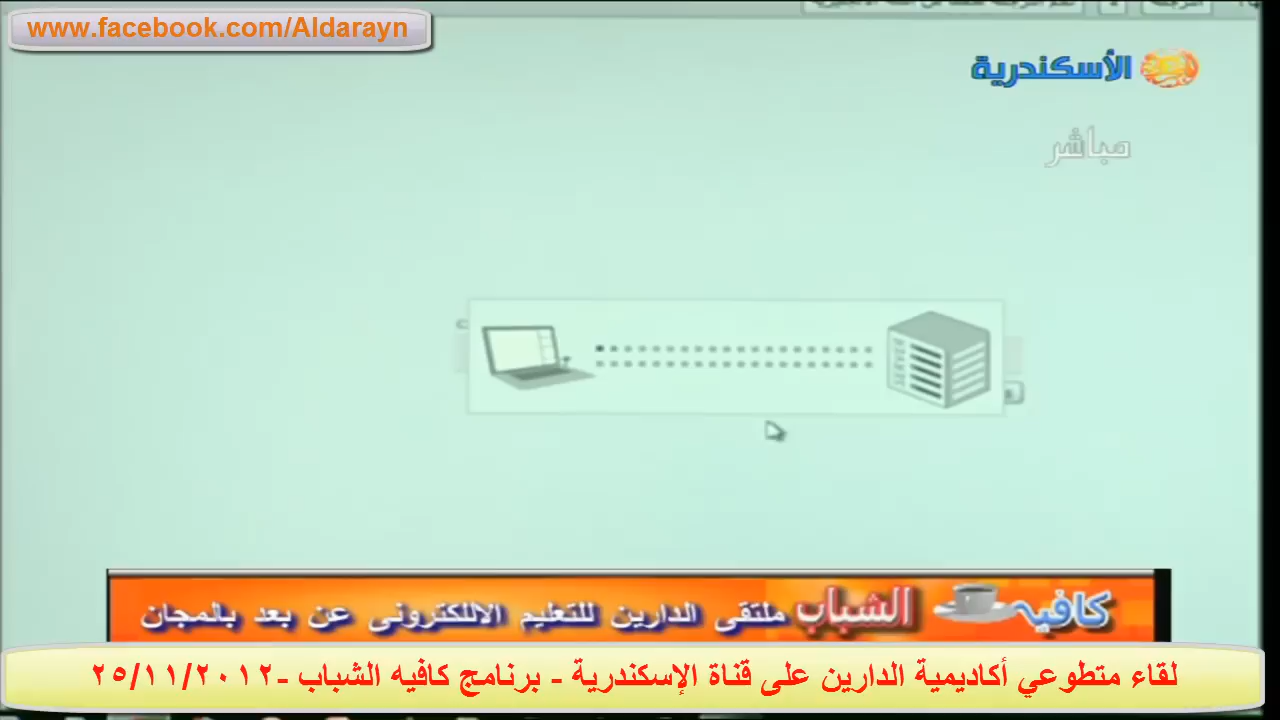 www.facebook.com/Aldarayn
الأسكندرية
مباشر
كافيه الشباب ملتقى الدارين للتعليم الاللكترونى عن بعد بالمجان
لقاء متطوعي أكاديمية الدارين على قناة الإسكندرية - برنامج كافيه الشباب -٢٥/١١/٢٠١٢